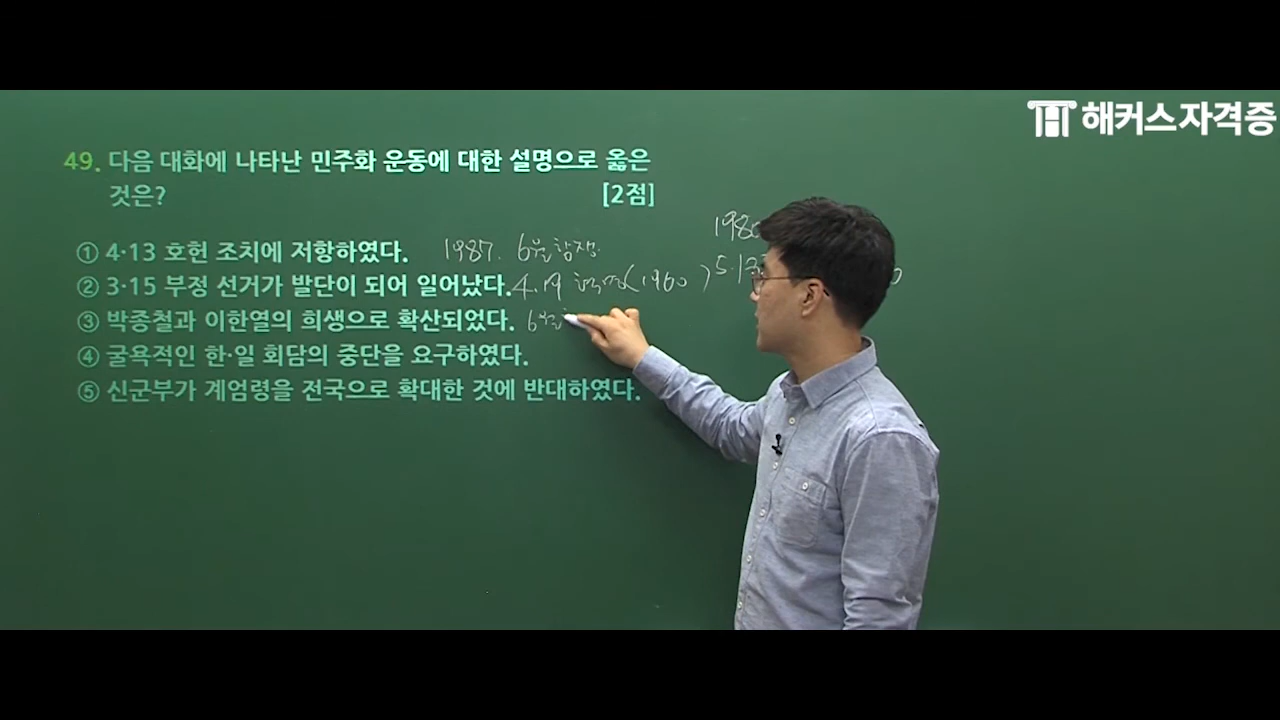 해커스자격증
49. 다음 대화에 나타난 민주화 운동에 대한 설명으로 옳은
것은? [2점]
① 4·13 호헌 조치에 저항하였다. 1987. 6월 항쟁.
② 3·15 부정 선거가 발단이 되어 일어났다. 4.19 혁명(1960)
③ 박종철과 이한열의 희생으로 확산되었다. 6월
④ 굴욕적인 한·일 회담의 중단을 요구하였다.
⑤ 신군부가 계엄령을 전국으로 확대한 것에 반대하였다.